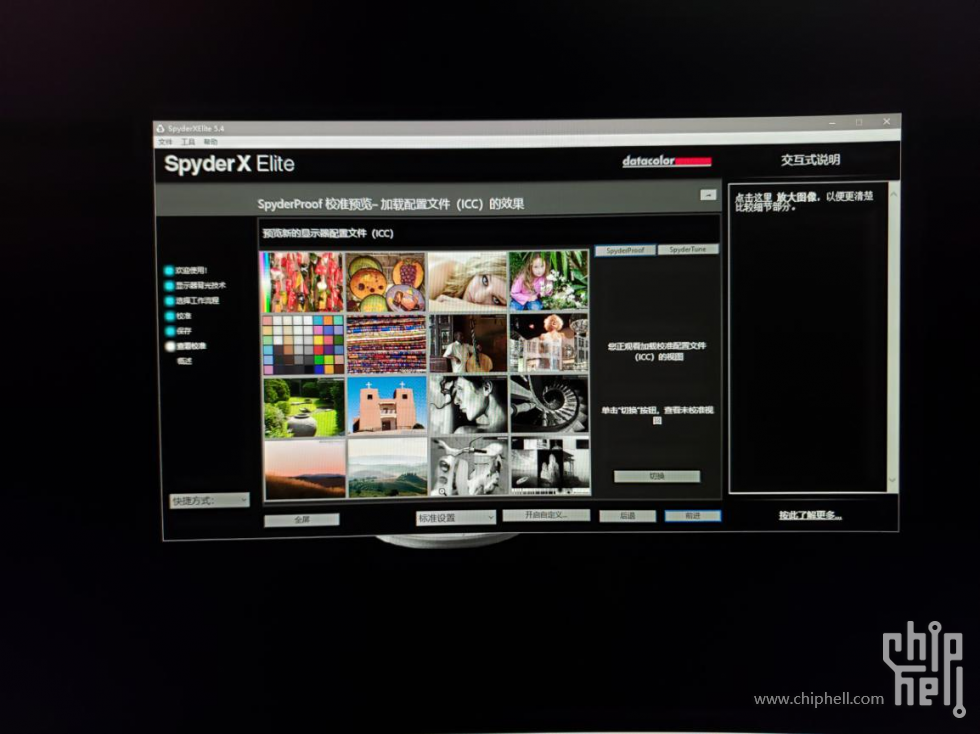 SpyderXElite 5.4
文件 工具 帮助
SpyderX Elite
datacolor
交互式说明
SpyderProof 校准预览– 加载配置文件（ICC）的效果
点击这里 放大图像，以便更清楚
比较细节部分。
预览新的显示器配置文件（ICC）
SpyderProof
SpyderTune
欢迎使用!
显示器背光技术
选择工作流程
校准
保存
查看校准
概述
您正观看加载校准配置文件
（ICC）的视图
单击"切换"按钮，查看未校准视
图
切换
快捷方式:
全屏
标准设置
开启自定义...
后退
前进
按此了解更多...
www.chiphell.com
chip
hell